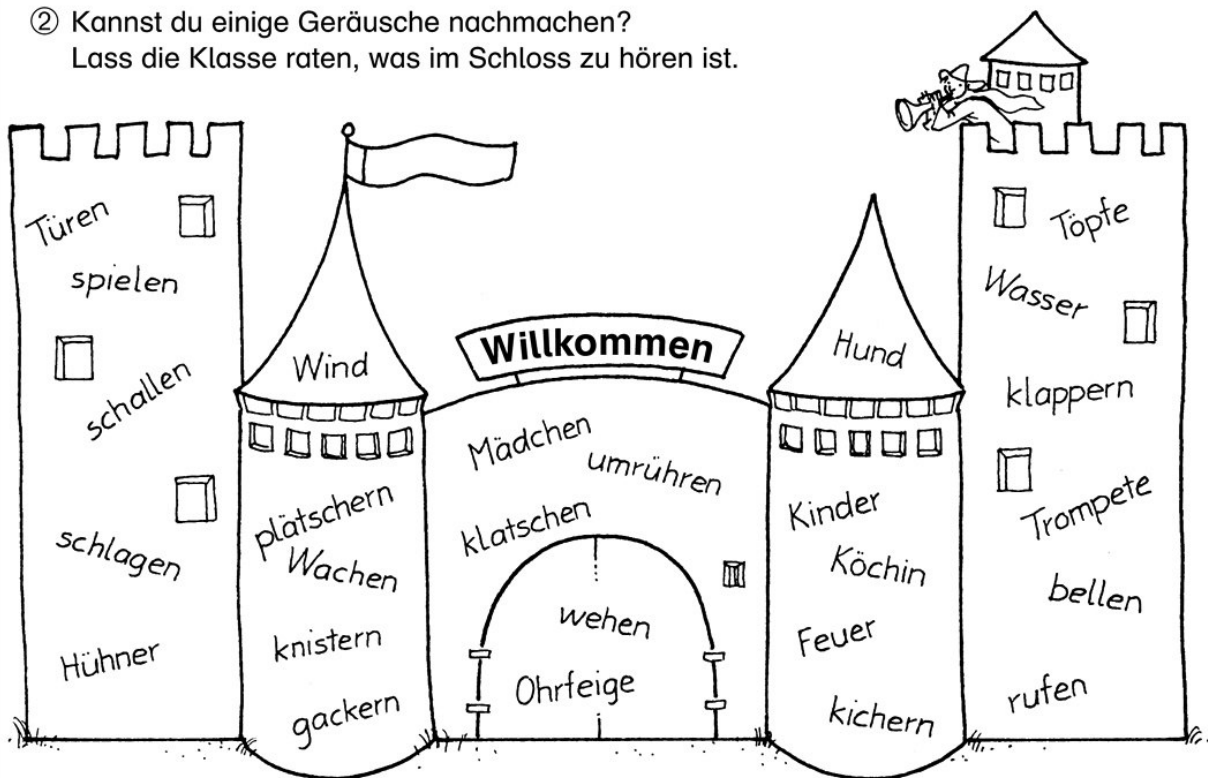 ② Kannst du einige Geräusche nachmachen?
Lass die Klasse raten, was im Schloss zu hören ist.
Türen
spielen
schallen
schlagen
Hühner
Wind
plätschern
Wachen
knistern
gackern
Willkommen
Mädchen
umrühren
klatschen
wehen
Ohrfeige
Hund
Kinder
Köchin
Feuer
kichern
Töpfe
Wasser
klappern
Trompete
bellen
rufen